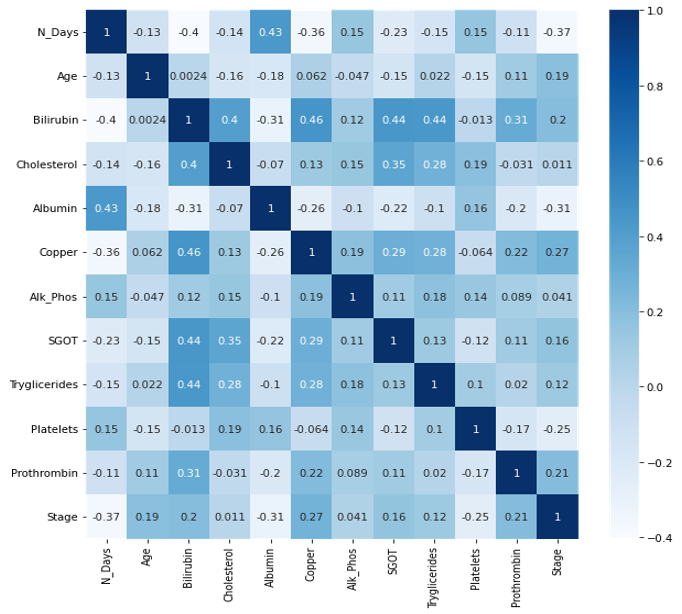 N_Days 1 -0.13 -0.4 -0.14 0.43 -0.36 0.15 -0.23 -0.15 0.15 -0.11 -0.37
Age -0.13 1 0.0024 -0.16 -0.18 0.062 -0.047 -0.15 0.022 -0.15 0.11 0.19
Bilirubin -0.4 0.0024 1 0.4 -0.31 0.46 0.12 0.44 0.44 -0.013 0.31 0.2
Cholesterol -0.14 -0.16 0.4 1 -0.07 0.13 0.15 0.35 0.28 0.19 -0.031 0.011
Albumin 0.43 -0.18 -0.31 -0.07 1 -0.26 -0.1 -0.22 -0.1 0.16 -0.2 -0.31
Copper -0.36 0.062 0.46 0.13 -0.26 1 0.19 0.29 0.28 -0.064 0.22 0.27
Alk_Phos 0.15 -0.047 0.12 0.15 -0.1 0.19 1 0.11 0.18 0.14 0.089 0.041
SGOT -0.23 -0.15 0.44 0.35 -0.22 0.29 0.11 1 0.13 -0.12 0.11 0.16
Tryglicerides -0.15 0.022 0.44 0.28 -0.1 0.28 0.18 0.13 1 0.1 0.02 0.12
Platelets 0.15 -0.15 -0.013 0.19 0.16 -0.064 0.14 -0.12 0.1 1 -0.17 -0.25
Prothrombin -0.11 0.11 0.31 -0.031 -0.2 0.22 0.089 0.11 0.02 -0.17 1 0.21
Stage -0.37 0.19 0.2 0.011 -0.31 0.27 0.041 0.16 0.12 -0.25 0.21 1
N_Days Age Bilirubin Cholesterol Albumin Copper Alk_Phos SGOT Tryglicerides Platelets Prothrombin Stage
1.0
0.8
0.6
0.4
0.2
0.0
−0.2
−0.4